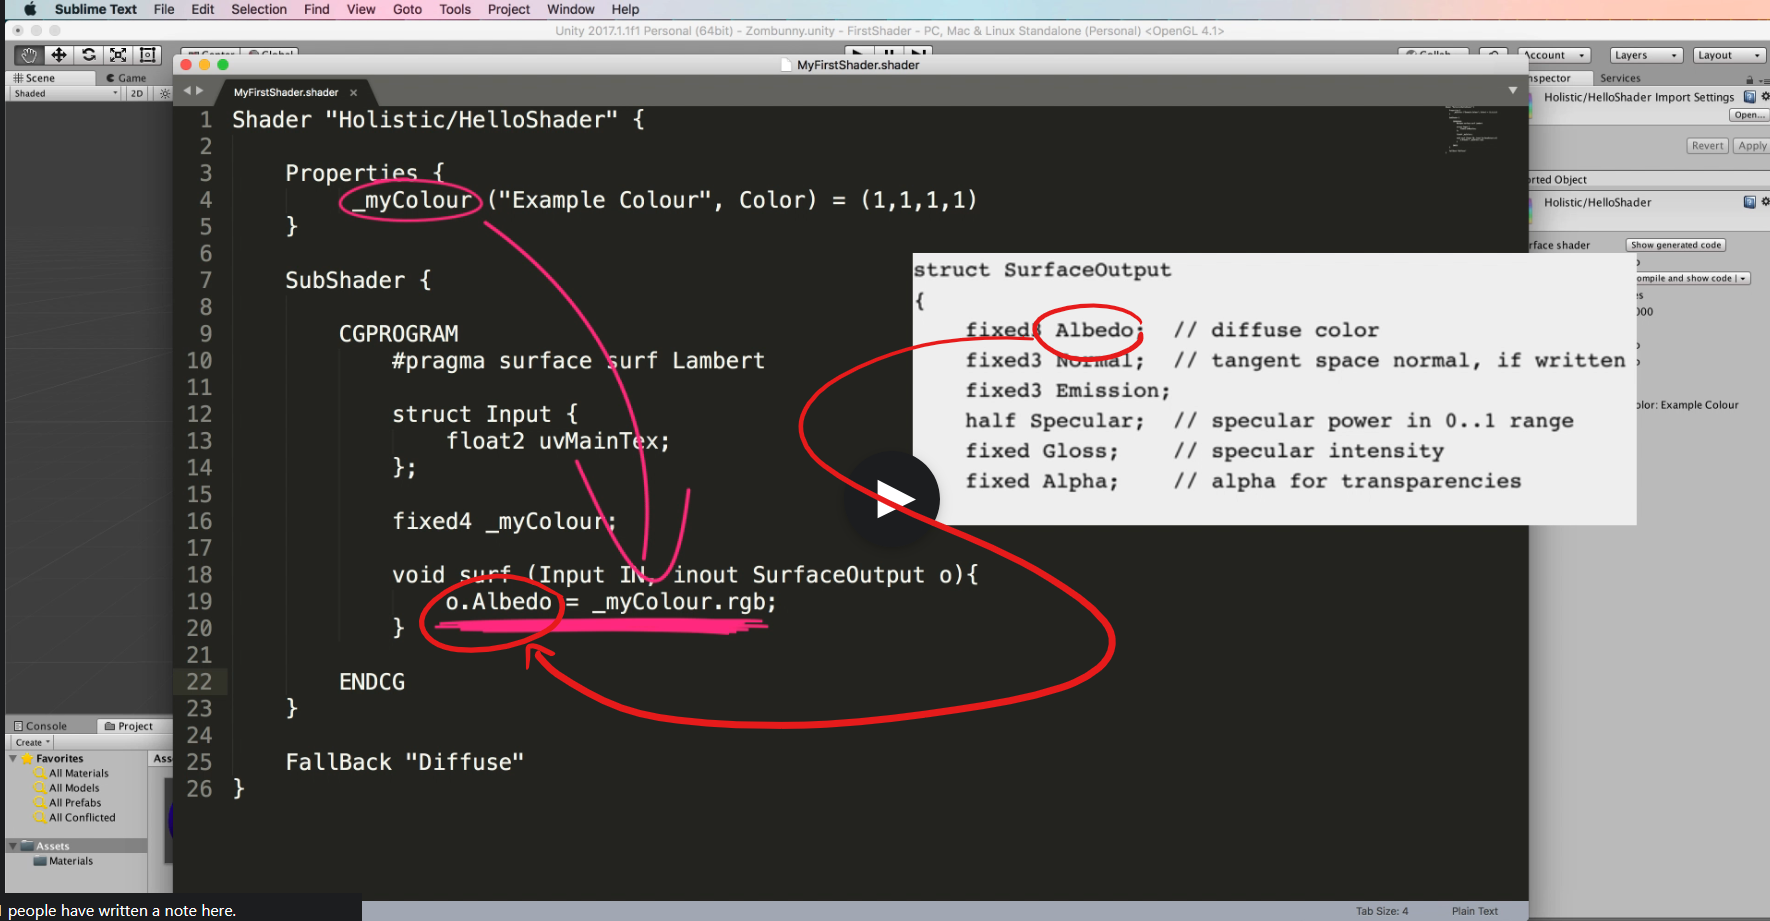 Sublime Text File Edit Selection Find View Goto Tools Project Window Help
Unity 2017.1.1f1 Personal (64bit) - Zombunny.unity - FirstShader - PC, Mac & Linux Standalone (Personal) <OpenGL 4.1>
Account Layers Layout
MyFirstShader.shader
Scene Game
Services
Shaded 2D
MyFirstShader.shader ×
Holistic/HelloShader Import Settings
Open...
Revert Apply
Object
Holistic/HelloShader
shader Show generated code
compile and show code
Color: Example Colour
1 Shader "Holistic/HelloShader" {
2
3 Properties {
4 _myColour ("Example Colour", Color) = (1,1,1,1)
5 }
6
7 SubShader {
8
9 CGPROGRAM
10 #pragma surface surf Lambert
11
12 struct Input {
13 float2 uvMainTex;
14 };
15
16 fixed4 _myColour;
17
18 void surf (Input IN, inout SurfaceOutput o){
19 o.Albedo = _myColour.rgb;
20 }
21
22 ENDCG
23 }
24
25 FallBack "Diffuse"
26 }
struct SurfaceOutput
{
fixed3 Albedo; // diffuse color
fixed3 Normal; // tangent space normal, if written
fixed3 Emission;
half Specular; // specular power in 0..1 range
fixed Gloss; // specular intensity
fixed Alpha; // alpha for transparencies
Console Project
Create
Favorites
All Materials
All Models
All Prefabs
All Conflicted
Assets
Materials
people have written a note here.
Tab Size: 4 Plain Text